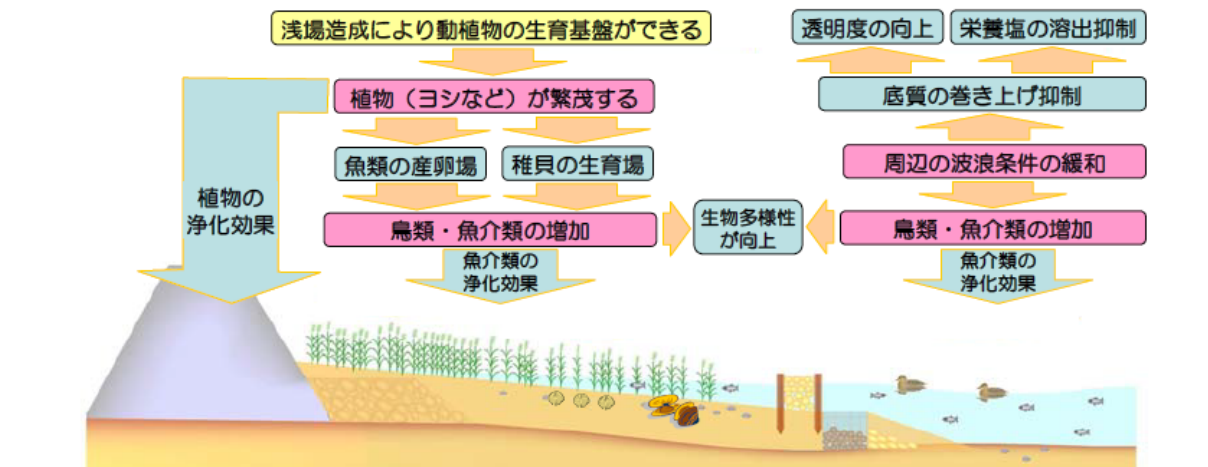 浅場造成により動植物の生育基盤ができる
透明度の向上
栄養塩の溶出抑制
植物（ヨシなど）が繁茂する
底質の巻き上げ抑制
魚類の産卵場
稚貝の生育場
周辺の波浪条件の緩和
植物の
浄化効果
鳥類・魚介類の増加
生物多様性
が向上
鳥類・魚介類の増加
魚介類の
浄化効果
魚介類の
浄化効果